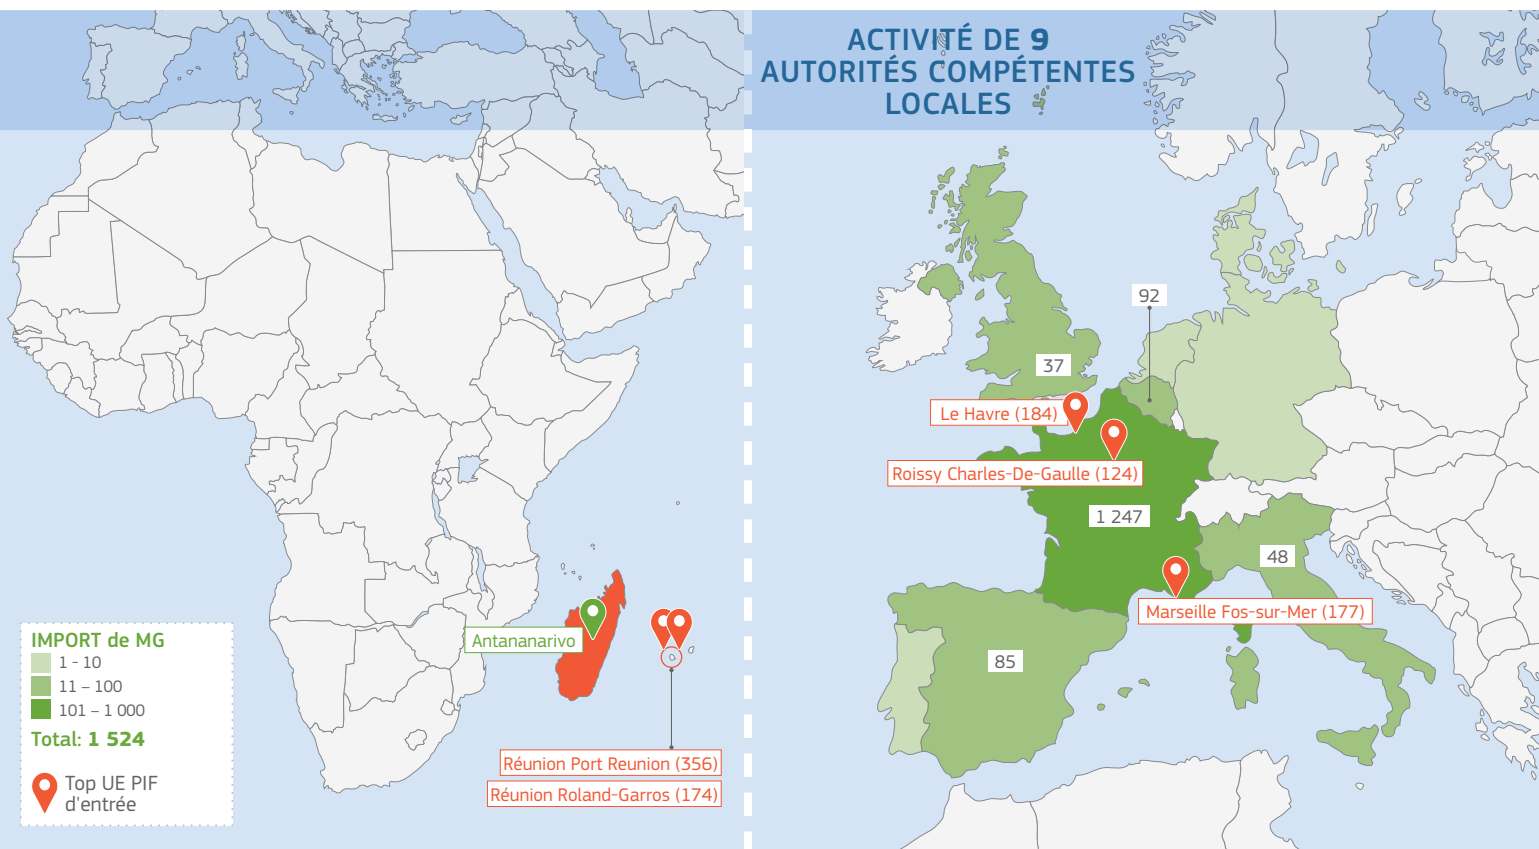 ACTIVITÉ DE 9
AUTORITÉS COMPÉTENTES
LOCALES
92
37
Le Havre (184)
Roissy Charles-De-Gaulle (124)
1 247
48
Marseille Fos-sur-Mer (177)
85
Antananarivo
Réunion Port Reunion (356)
Réunion Roland-Garros (174)
IMPORT de MG
1 - 10
11 – 100
101 – 1 000
Total: 1 524
Top UE PIF
d'entrée